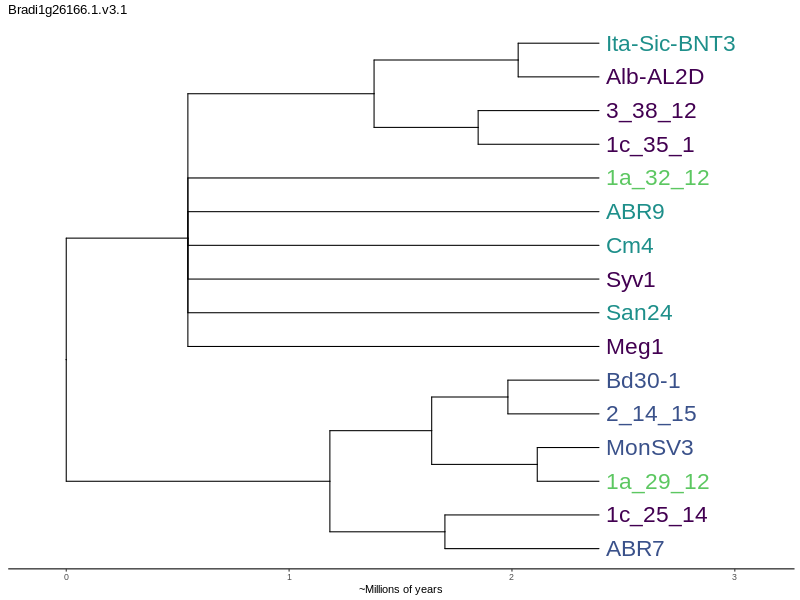 Bradi1g26166.1.v3.1
Ita-Sic-BNT3
Alb-AL2D
3_38_12
1c_35_1
1a_32_12
ABR9
Cm4
Syv1
San24
Meg1
Bd30-1
2_14_15
MonSV3
1a_29_12
1c_25_14
ABR7
0 1 2 3
~Millions of years